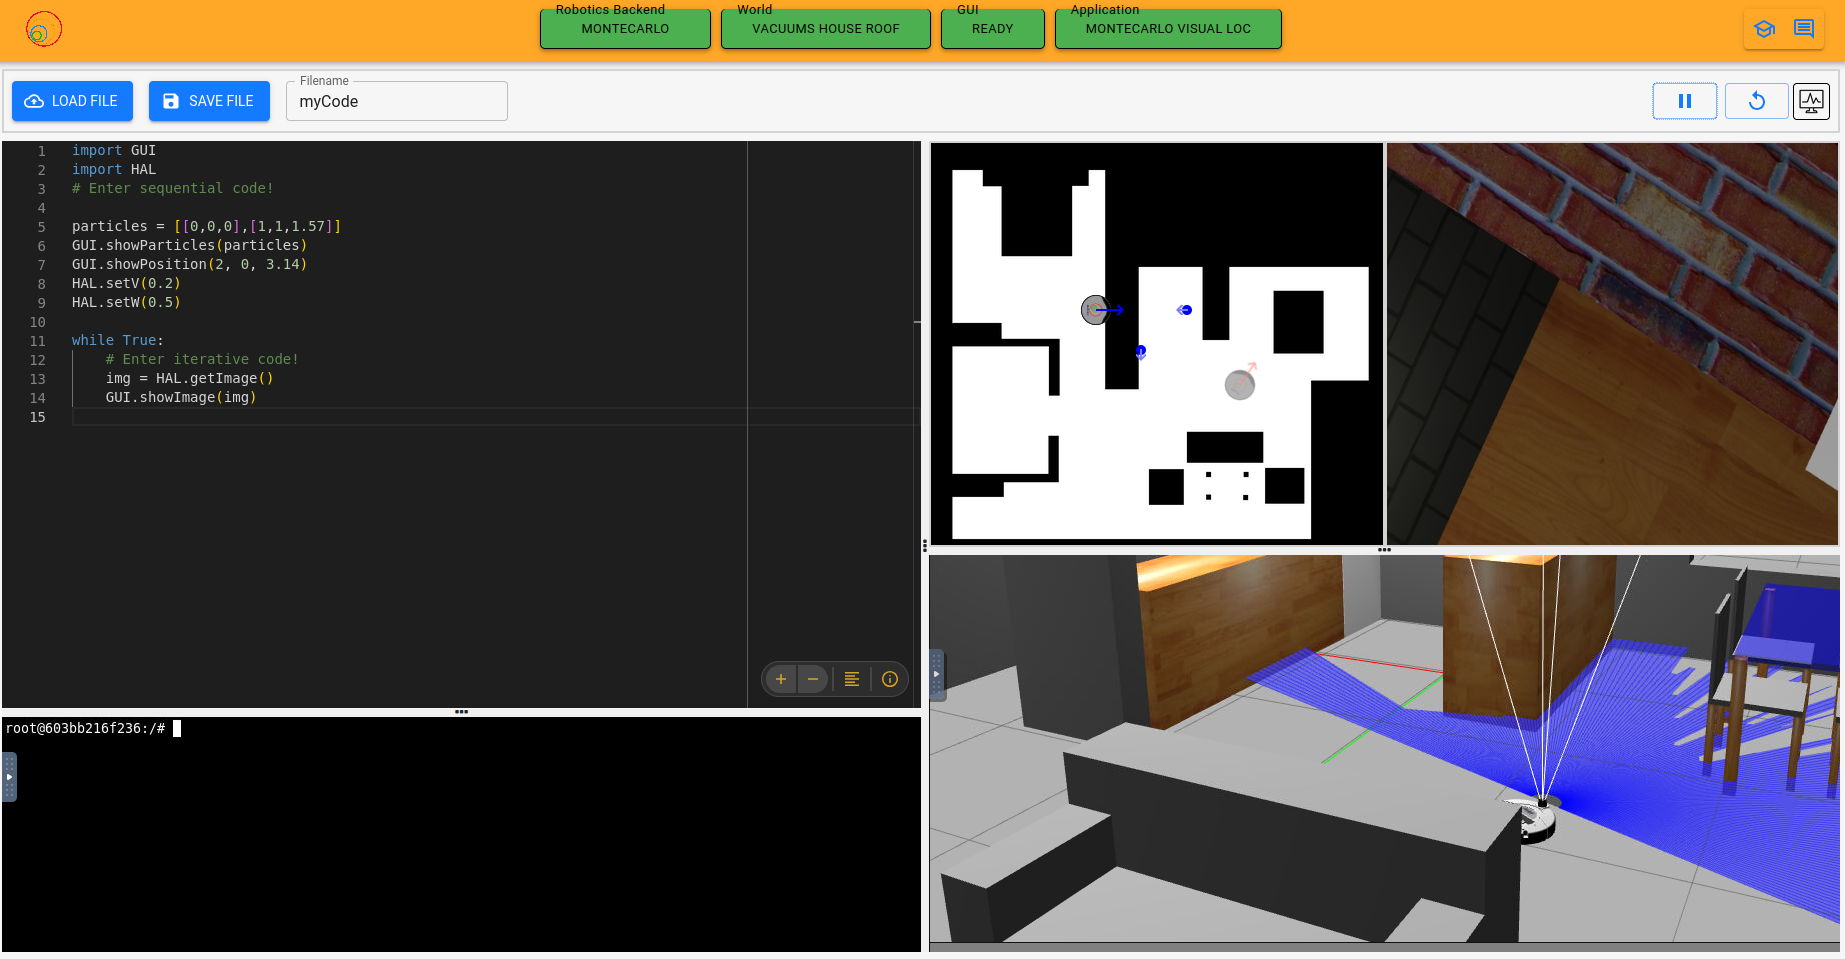 Robotics Backend
MONTECARLO
World
VACUUMS HOUSE ROOF
GUI
READY
Application
MONTECARLO VISUAL LOC
LOAD FILE
SAVE FILE
Filename
myCode
1 import GUI
2 import HAL
3 # Enter sequential code!
4
5 particles = [[0,0,0],[1,1,1.57]]
6 GUI.showParticles(particles)
7 GUI.showPosition(2, 0, 3.14)
8 HAL.setV(0.2)
9 HAL.setW(0.5)
10
11 while True:
12 # Enter iterative code!
13 img = HAL.getImage()
14 GUI.showImage(img)
15
root@603bb216f236:/#